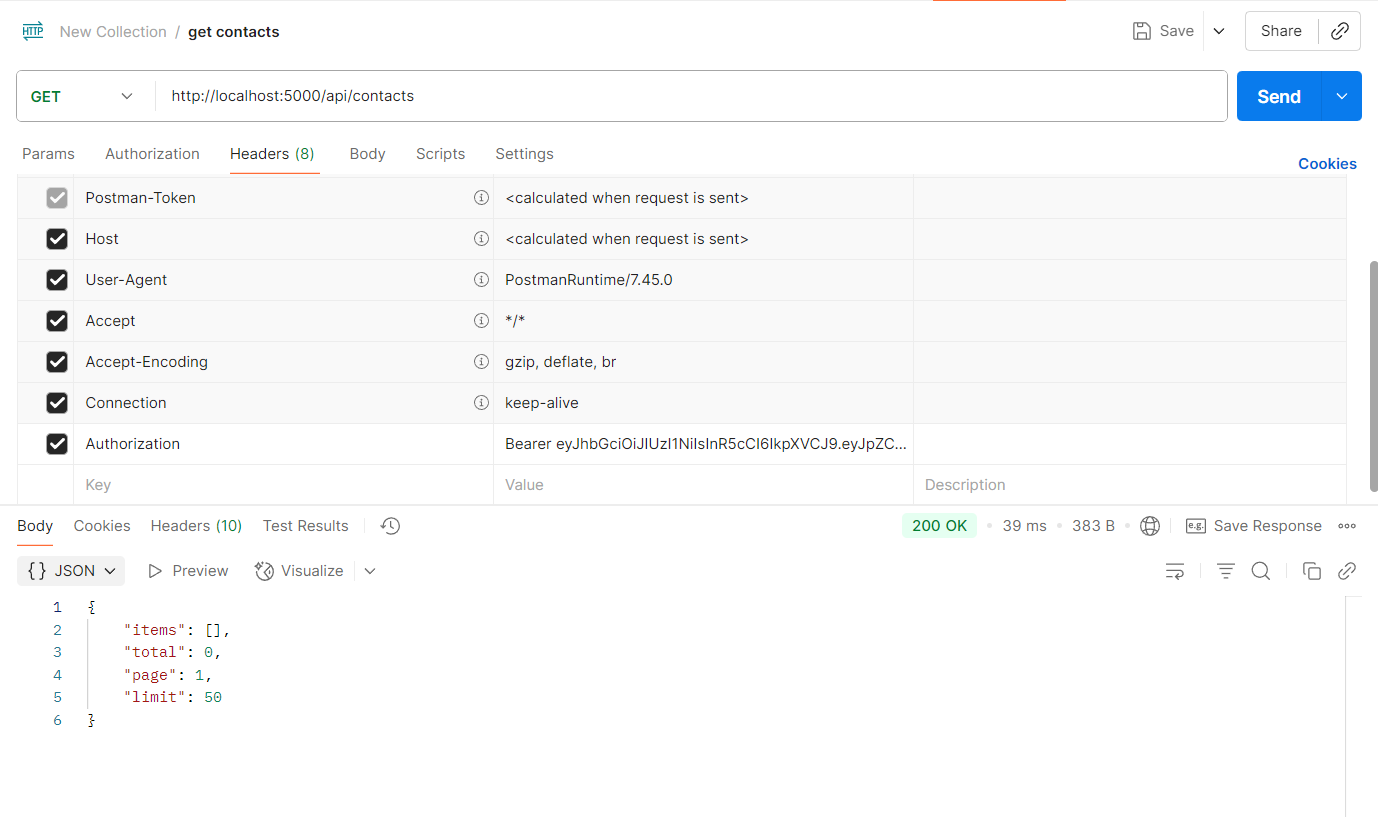 HTTP New Collection / get contacts Save Share
GET http://localhost:5000/api/contacts Send
Params Authorization Headers (8) Body Scripts Settings Cookies
Postman-Token <calculated when request is sent>
Host <calculated when request is sent>
User-Agent PostmanRuntime/7.45.0
Accept */*
Accept-Encoding gzip, deflate, br
Connection keep-alive
Authorization Bearer eyJhbGciOiJIUzI1NiIsInR5cCI6IkpXVCJ9.eyJpZC...
Key Value Description
Body Cookies Headers (10) Test Results 200 OK • 39 ms • 383 B • e.g. Save Response
{} JSON Preview Visualize
1 {
2 "items": [],
3 "total": 0,
4 "page": 1,
5 "limit": 50
6 }